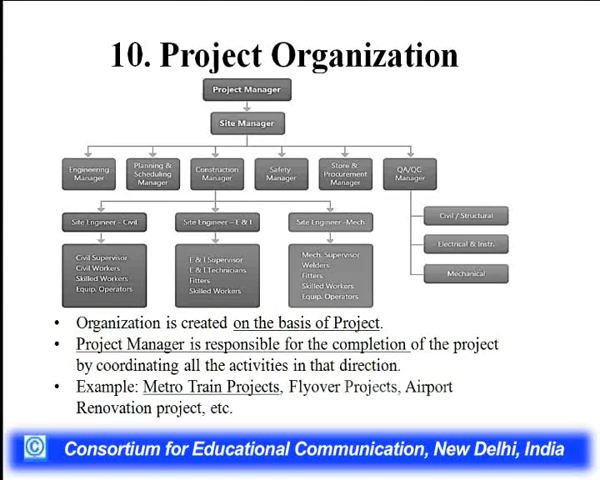 10. Project Organization
Project Manager
Site Manager
Engineering
Manager
Planning &
Scheduling
Manager
Construction
Manager
Safety
Manager
Store &
Procurement
Manager
QA/QC
Manager
Site Engineer - Civil
Site Engineer - E & I
Site Engineer -Mech
Civil / Structural
Electrical & Instr.
Mechanical
Civil Supervisor
Civil Workers
Skilled Workers
Equip. Operators
E & I Supervisor
E & I Technicians
Fitters
Skilled Workers
Mech. Supervisor
Welders
Fitters
Skilled Workers
Equip. Operators
• Organization is created on the basis of Project.
• Project Manager is responsible for the completion of the project
by coordinating all the activities in that direction.
• Example: Metro Train Projects, Flyover Projects, Airport
Renovation project, etc.
© Consortium for Educational Communication, New Delhi, India